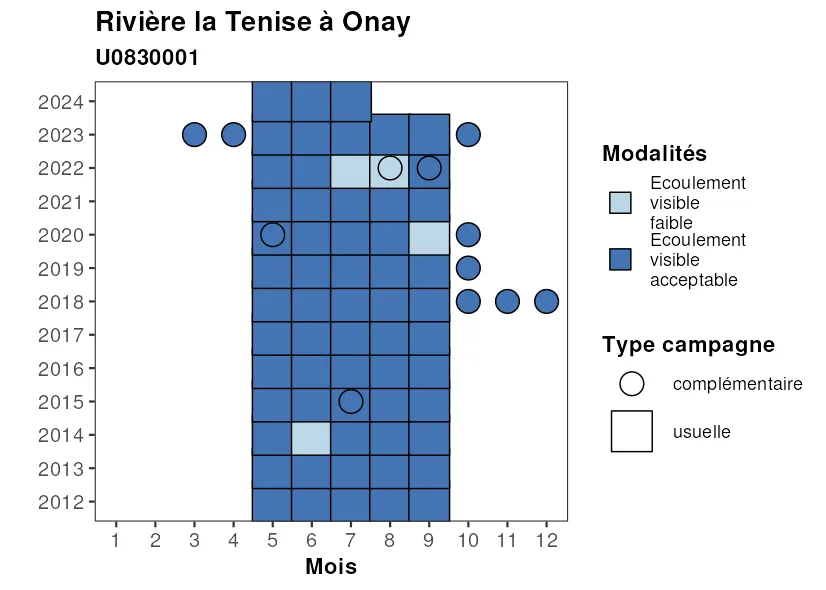 Rivière la Tenise à Onay
U0830001
2024
2023
2022
2021
2020
2019
2018
2017
2016
2015
2014
2013
2012
1 2 3 4 5 6 7 8 9 10 11 12
Mois
Modalités
Ecoulement
visible
faible
Ecoulement
visible
acceptable
Type campagne
complémentaire
usuelle